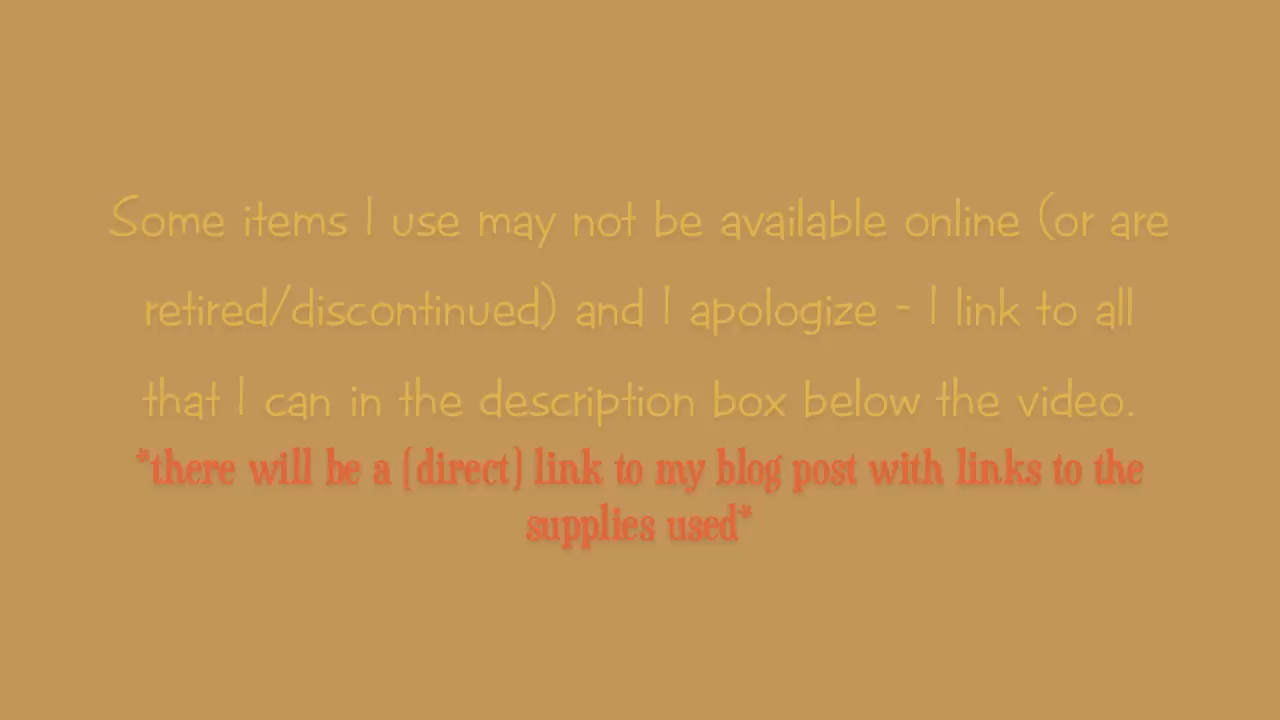 Some items I use may not be available online (or are
retired/discontinued) and I apologize - I link to all
that I can in the description box below the video.
*there will be a (direct) link to my blog post with links to the
supplies used*